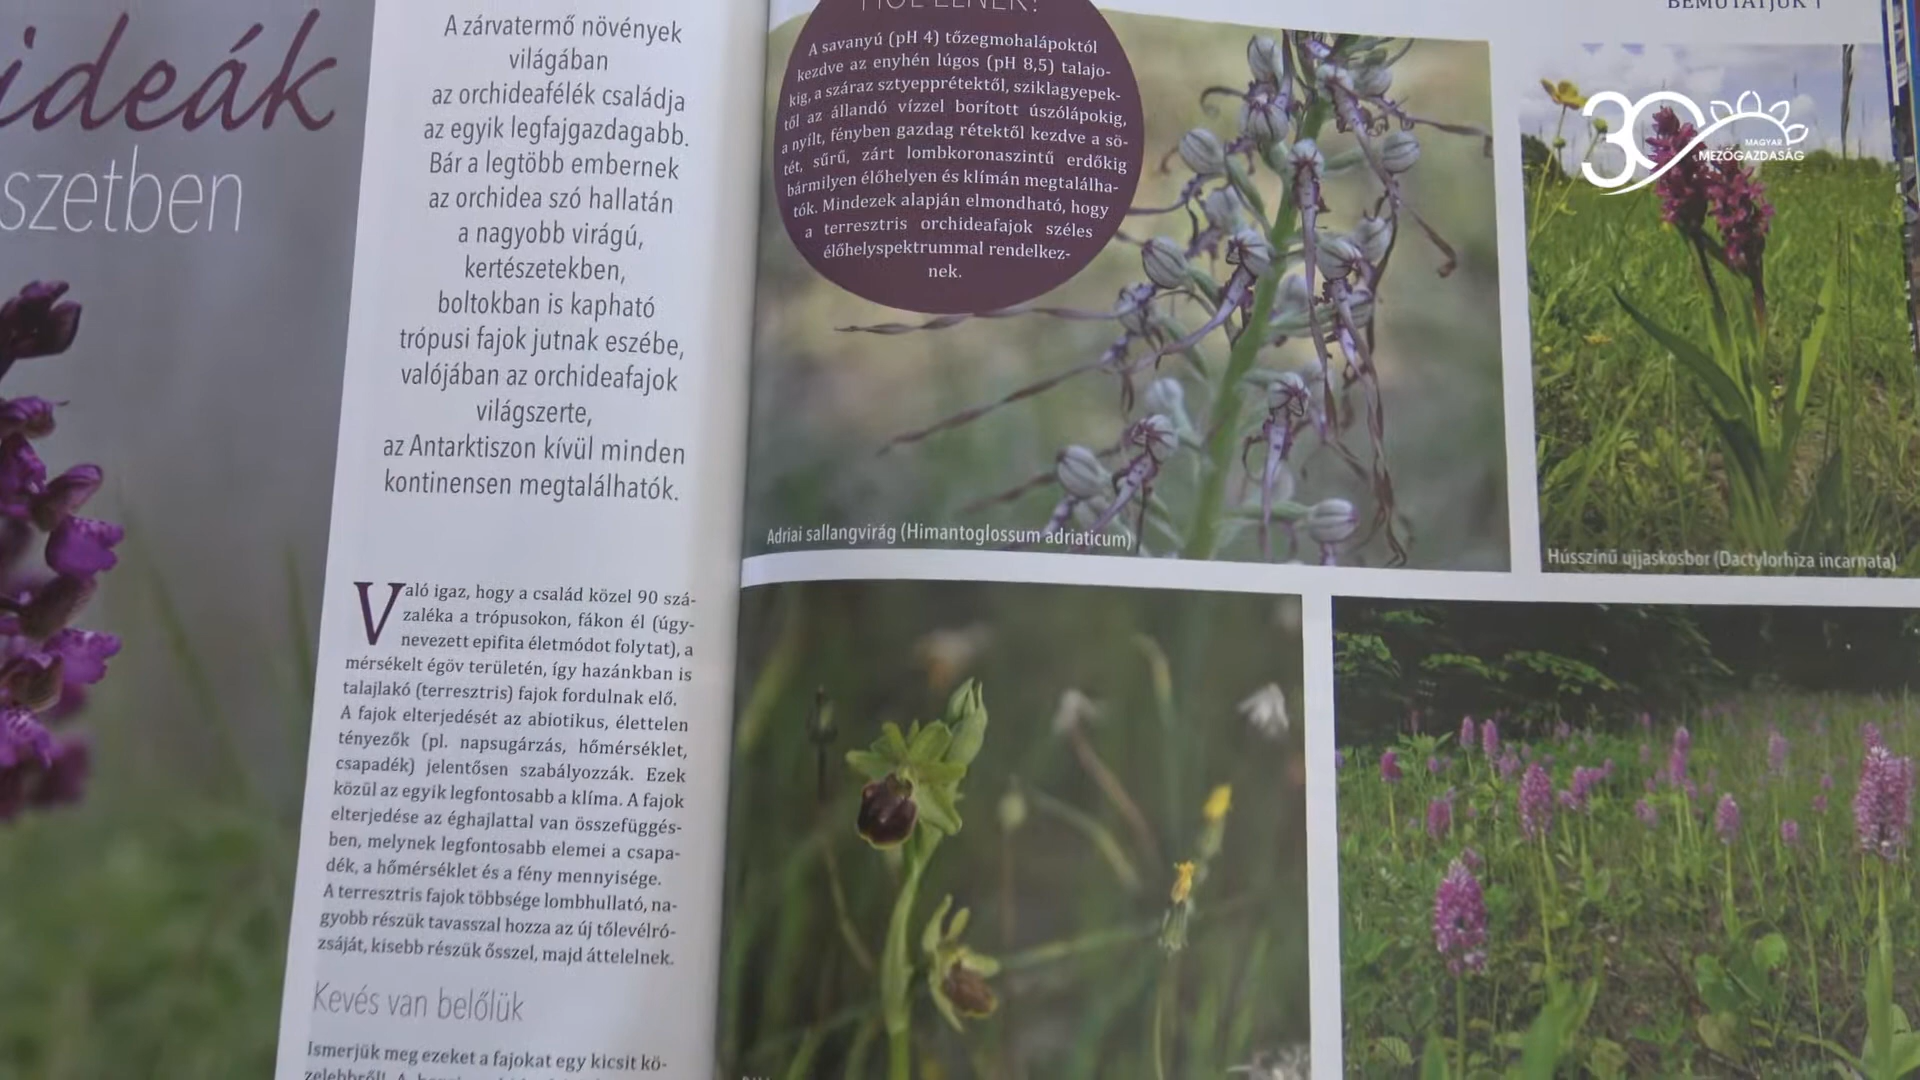 ideák
szetben
A zárvatermő növények
világában
az orchideafélék családja
az egyik legfajgazdagabb.
Bár a legtöbb embernek
az orchidea szó hallatán
a nagyobb virágú,
kertészetekben,
boltokban is kapható
trópusi fajok jutnak eszébe,
valójában az orchideafajok
világszerte,
az Antarktiszon kívül minden
kontinensen megtalálhatók.
Való igaz, hogy a család közel 90 szá-
zaléka a trópusokon, fákon él (úgy-
nevezett epifita életmódot folytat), a
mérsékelt égöv területén, így hazánkban is
talajlakó (terresztris) fajok fordulnak elő.
A fajok elterjedését az abiotikus, élettelen
tényezők (pl. napsugárzás, hőmérséklet,
csapadék) jelentősen szabályozzák. Ezek
közül az egyik legfontosabb a klíma. A fajok
elterjedése az éghajlattal van összefüggés-
ben, melynek legfontosabb elemei a csapa-
dék, a hőmérséklet és a fény mennyisége.
A terresztris fajok többsége lombhullató, na-
gyobb részük tavasszal hozza az új tőlevélró-
zsáját, kisebb részük ősszel, majd áttelelnek.
Kevés van belőlük
Ismerjük meg ezeket a fajokat egy kicsit kö-
zelebbről!
HOL ÉLNEK?
A savanyú (pH 4) tőzegmohalápoktól
kezdve az enyhén lúgos (pH 8,5) talajo-
kig, a száraz sztyepprétektől, sziklagyepek-
től az állandó vízzel borított úszólápokig,
a nyílt, fényben gazdag rétektől kezdve a sö-
tét, sűrű, zárt lombkoronaszintű erdőkig
bármilyen élőhelyen és klímán megtalálha-
tók. Mindezek alapján elmondható, hogy
a terresztris orchideafajok széles
élőhelyspektrummal rendelkez-
nek.
Adriai sallangvirág (Himantoglossum adriaticum)
BEMUTATJUK
30 MAGYAR
MEZŐGAZDASÁG
Hússzínű ujjaskosbor (Dactylorhiza incarnata)